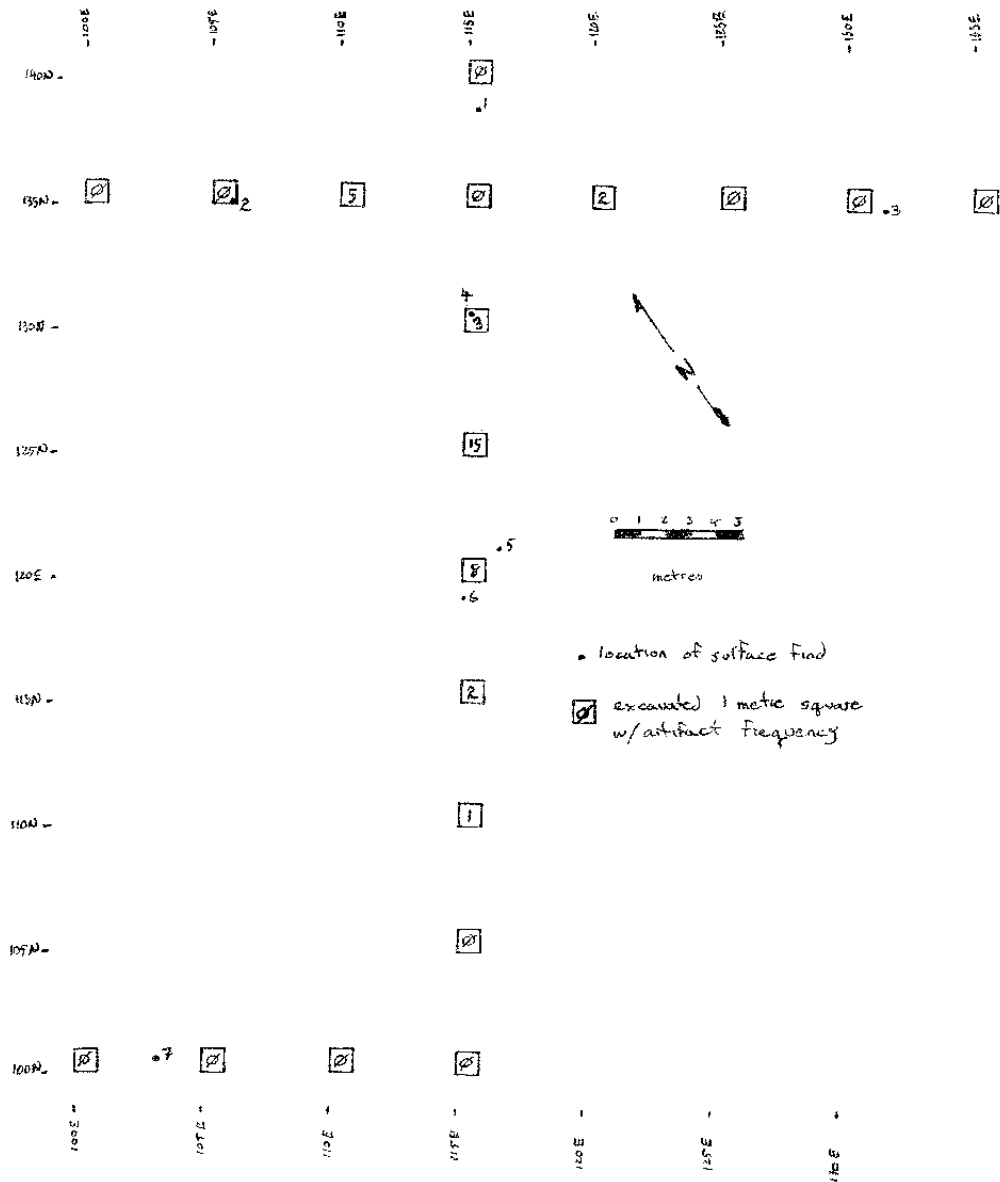 -100E -105E -110E -115E -120E -125E -130E -135E
140N - Ø
1
135N - Ø Ø 2 5 Ø 2 Ø Ø 3 Ø
4
130N - 3
125N - 15
5
120E - 8
6
115N - 2
N
0 1 2 3 4 5
metres
• location of surface find
Ø excavated 1 metre square
w/artifact frequency
110N - 1
105N - Ø
100N - Ø 7 Ø Ø Ø
100E - 105E - 110E - 115E - 120E - 125E -